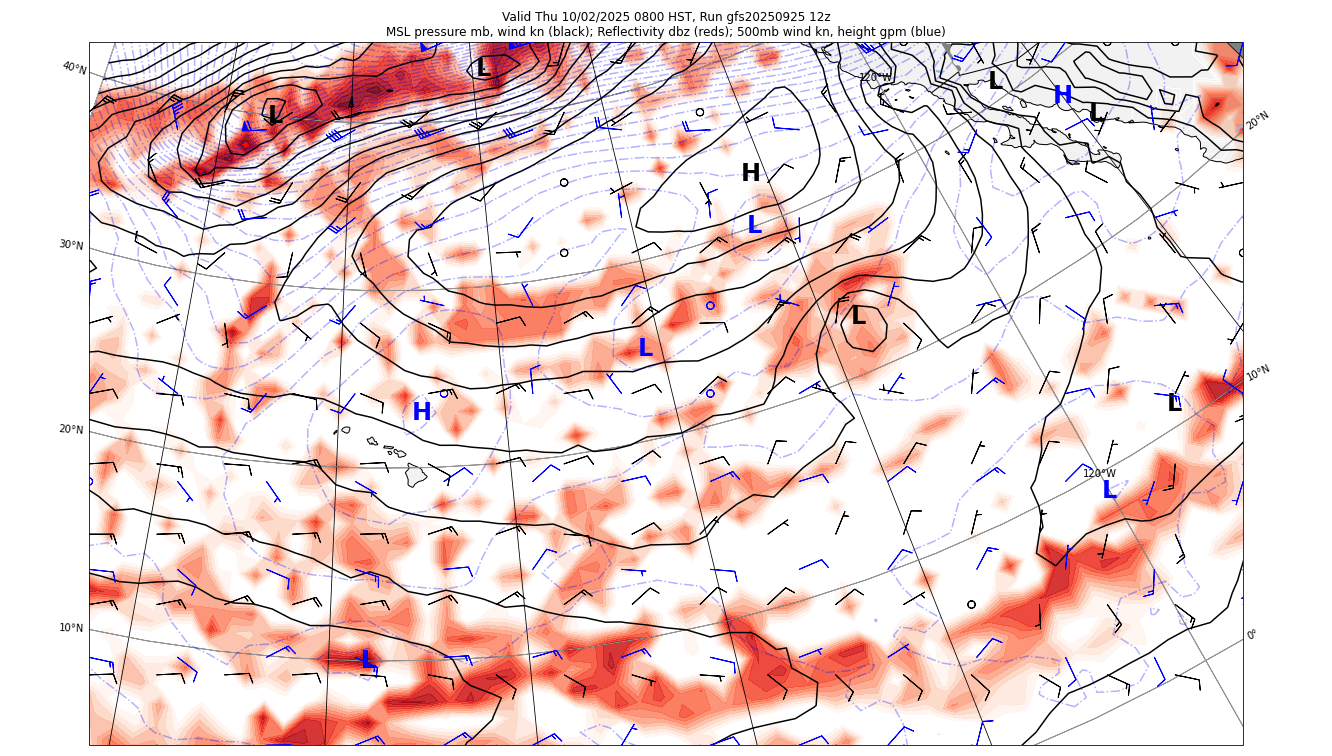 Valid Thu 10/02/2025 0800 HST, Run gfs20250925 12z
MSL pressure mb, wind kn (black); Reflectivity dbz (reds); 500mb wind kn, height gpm (blue)
40°N
L
120°W
L
H
L
L
20°N
H
L
30°N
L
L
10°N
H
L
20°N
120°W
L
10°N
0°
L